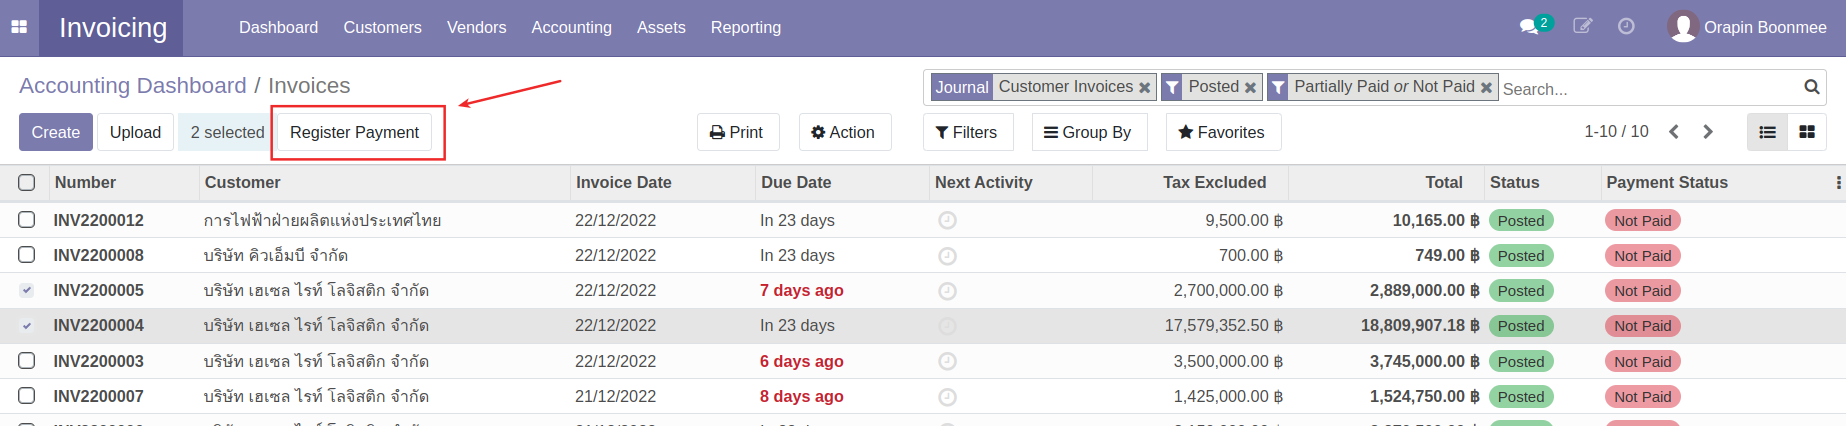 Invoicing Dashboard Customers Vendors Accounting Assets Reporting 2 Orapin Boonmee
Accounting Dashboard / Invoices
Journal Customer Invoices Posted Partially Paid or Not Paid Search...
Create Upload 2 selected Register Payment Print Action Filters Group By Favorites 1-10 / 10
Number Customer Invoice Date Due Date Next Activity Tax Excluded Total Status Payment Status
INV2200012 การไฟฟ้าฝ่ายผลิตแห่งประเทศไทย 22/12/2022 In 23 days 9,500.00 ฿ 10,165.00 ฿ Posted Not Paid
INV2200008 บริษัท คิวเอ็มบี จำกัด 22/12/2022 In 23 days 700.00 ฿ 749.00 ฿ Posted Not Paid
INV2200005 บริษัท เฮเซล ไรท์ โลจิสติก จำกัด 22/12/2022 7 days ago 2,700,000.00 ฿ 2,889,000.00 ฿ Posted Not Paid
INV2200004 บริษัท เฮเซล ไรท์ โลจิสติก จำกัด 22/12/2022 In 23 days 17,579,352.50 ฿ 18,809,907.18 ฿ Posted Not Paid
INV2200003 บริษัท เฮเซล ไรท์ โลจิสติก จำกัด 22/12/2022 6 days ago 3,500,000.00 ฿ 3,745,000.00 ฿ Posted Not Paid
INV2200007 บริษัท เฮเซล ไรท์ โลจิสติก จำกัด 21/12/2022 8 days ago 1,425,000.00 ฿ 1,524,750.00 ฿ Posted Not Paid